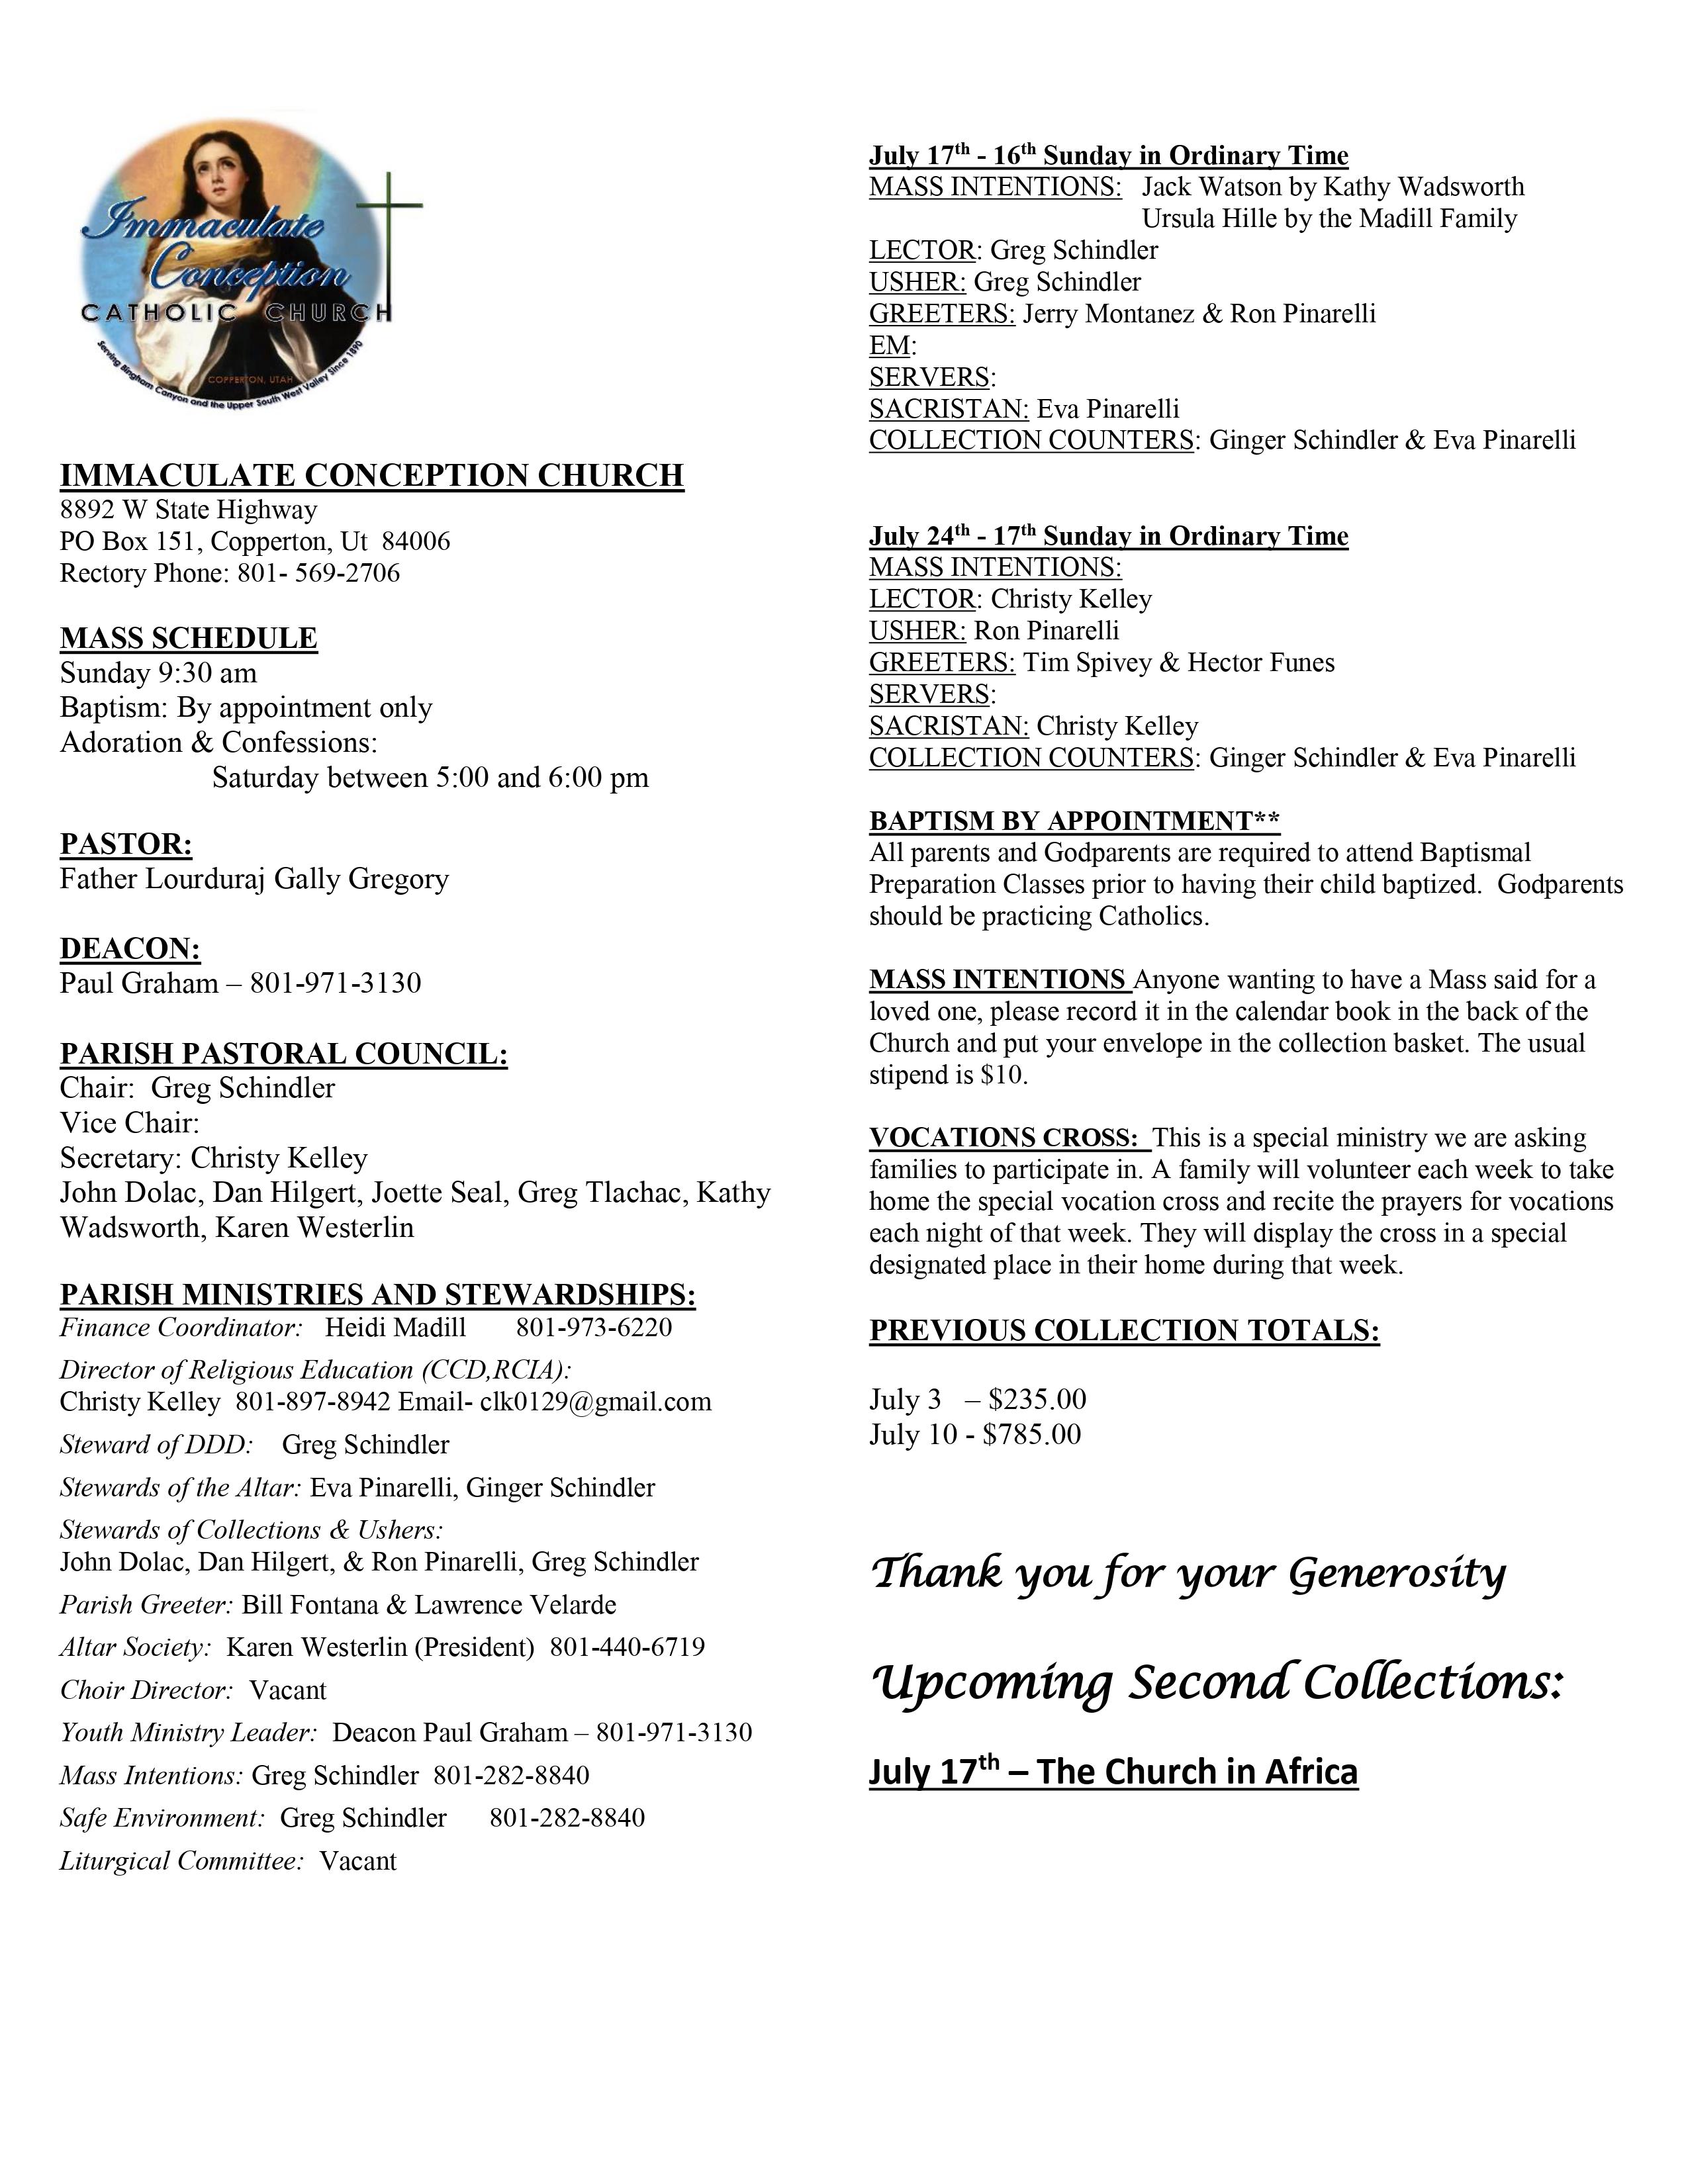 Immaculate
Conception
CATHOLIC CHURCH
COPPERTON, UTAH
Serving Bingham Canyon and the Upper South West Valley Since 1890
IMMACULATE CONCEPTION CHURCH
8892 W State Highway
PO Box 151, Copperton, Ut 84006
Rectory Phone: 801- 569-2706
MASS SCHEDULE
Sunday 9:30 am
Baptism: By appointment only
Adoration & Confessions:
Saturday between 5:00 and 6:00 pm
PASTOR:
Father Lourduraj Gally Gregory
DEACON:
Paul Graham – 801-971-3130
PARISH PASTORAL COUNCIL:
Chair: Greg Schindler
Vice Chair:
Secretary: Christy Kelley
John Dolac, Dan Hilgert, Joette Seal, Greg Tlachac, Kathy
Wadsworth, Karen Westerlin
PARISH MINISTRIES AND STEWARDSHIPS:
Finance Coordinator: Heidi Madill 801-973-6220
Director of Religious Education (CCD,RCIA):
Christy Kelley 801-897-8942 Email- clk0129@gmail.com
Steward of DDD: Greg Schindler
Stewards of the Altar: Eva Pinarelli, Ginger Schindler
Stewards of Collections & Ushers:
John Dolac, Dan Hilgert, & Ron Pinarelli, Greg Schindler
Parish Greeter: Bill Fontana & Lawrence Velarde
Altar Society: Karen Westerlin (President) 801-440-6719
Choir Director: Vacant
Youth Ministry Leader: Deacon Paul Graham – 801-971-3130
Mass Intentions: Greg Schindler 801-282-8840
Safe Environment: Greg Schindler 801-282-8840
Liturgical Committee: Vacant
July 17th - 16th Sunday in Ordinary Time
MASS INTENTIONS: Jack Watson by Kathy Wadsworth
Ursula Hille by the Madill Family
LECTOR: Greg Schindler
USHER: Greg Schindler
GREETERS: Jerry Montanez & Ron Pinarelli
EM:
SERVERS:
SACRISTAN: Eva Pinarelli
COLLECTION COUNTERS: Ginger Schindler & Eva Pinarelli
July 24th - 17th Sunday in Ordinary Time
MASS INTENTIONS:
LECTOR: Christy Kelley
USHER: Ron Pinarelli
GREETERS: Tim Spivey & Hector Funes
SERVERS:
SACRISTAN: Christy Kelley
COLLECTION COUNTERS: Ginger Schindler & Eva Pinarelli
BAPTISM BY APPOINTMENT**
All parents and Godparents are required to attend Baptismal
Preparation Classes prior to having their child baptized. Godparents
should be practicing Catholics.
MASS INTENTIONS Anyone wanting to have a Mass said for a
loved one, please record it in the calendar book in the back of the
Church and put your envelope in the collection basket. The usual
stipend is $10.
VOCATIONS CROSS: This is a special ministry we are asking
families to participate in. A family will volunteer each week to take
home the special vocation cross and recite the prayers for vocations
each night of that week. They will display the cross in a special
designated place in their home during that week.
PREVIOUS COLLECTION TOTALS:
July 3 – $235.00
July 10 - $785.00
Thank you for your Generosity
Upcoming Second Collections:
July 17th – The Church in Africa